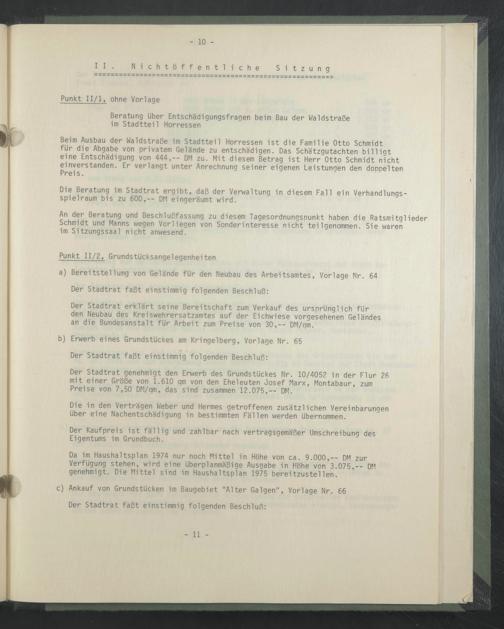 - 10 -
II. Nichtöffentliche Sitzung
Punkt II/1, ohne Vorlage
Beratung über Entschädigungsfragen beim Bau der Waldstraße
im Stadtteil Horressen
Beim Ausbau der Waldstraße im Stadtteil Horressen ist die Familie Otto Schmidt
für die Abgabe von privatem Gelände zu entschädigen. Das Schätzgutachten billigt
eine Entschädigung von 444,-- DM zu. Mit diesem Betrag ist Herr Otto Schmidt nicht
einverstanden. Er verlangt unter Anrechnung seiner eigenen Leistungen den doppelten
Preis.
Die Beratung im Stadtrat ergibt, daß der Verwaltung in diesem Fall ein Verhandlungs-
spielraum bis zu 600,-- DM eingeräumt wird.
An der Beratung und Beschlußfassung zu diesem Tagesordnungspunkt haben die Ratsmitglieder
Schmidt und Manns wegen Vorliegen von Sonderinteresse nicht teilgenommen. Sie waren
im Sitzungssaal nicht anwesend.
Punkt II/2, Grundstücksangelegenheiten
a) Bereitstellung von Gelände für den Neubau des Arbeitsamtes, Vorlage Nr. 64
Der Stadtrat faßt einstimmig folgenden Beschluß:
Der Stadtrat erklärt seine Bereitschaft zum Verkauf des ursprünglich für
den Neubau des Kreiswehrersatzamtes auf der Eichwiese vorgesehenen Geländes
an die Bundesanstalt für Arbeit zum Preise von 30,-- DM/qm.
b) Erwerb eines Grundstückes am Kringelberg, Vorlage Nr. 65
Der Stadtrat faßt einstimmig folgenden Beschluß:
Der Stadtrat genehmigt den Erwerb des Grundstückes Nr. 10/4052 in der Flur 26
mit einer Größe von 1.610 qm von den Eheleuten Josef Marx, Montabaur, zum
Preise von 7,50 DM/qm, das sind zusammen 12.075,-- DM.
Die in den Verträgen Weber und Hermes getroffenen zusätzlichen Vereinbarungen
über eine Nachentschädigung in bestimmten Fällen werden übernommen.
Der Kaufpreis ist fällig und zahlbar nach vertragsgemäßer Umschreibung des
Eigentums im Grundbuch.
Da im Haushaltsplan 1974 nur noch Mittel in Höhe von ca. 9.000,-- DM zur
Verfügung stehen, wird eine überplanmäßige Ausgabe in Höhe von 3.075,-- DM
genehmigt. Die Mittel sind im Haushaltsplan 1975 bereitzustellen.
c) Ankauf von Grundstücken im Baugebiet "Alter Galgen", Vorlage Nr. 66
Der Stadtrat faßt einstimmig folgenden Beschluß:
- 11 -